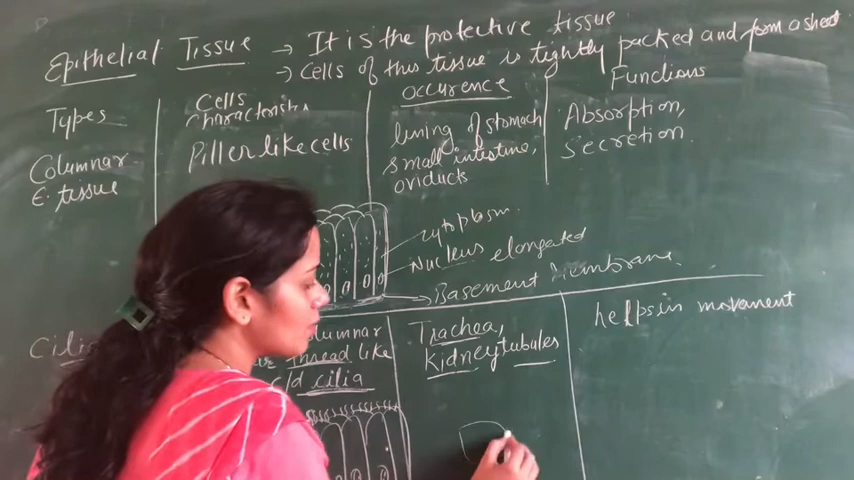 Epithelial Tissue → It is the protective tissue
→ Cells of this tissue is tightly packed and form a shed
Types
Cells characteristics
occurence
Functions
Columnar E. tissue
Piller like cells
lining of stomach
small intestine,
oviducts
Absorption,
secretion
cytoplasm
Nucleus elongated
Basement Membrane
Cili
columnar
thread like
c/d cilia
Trachea,
Kidney tubules
helps in movement